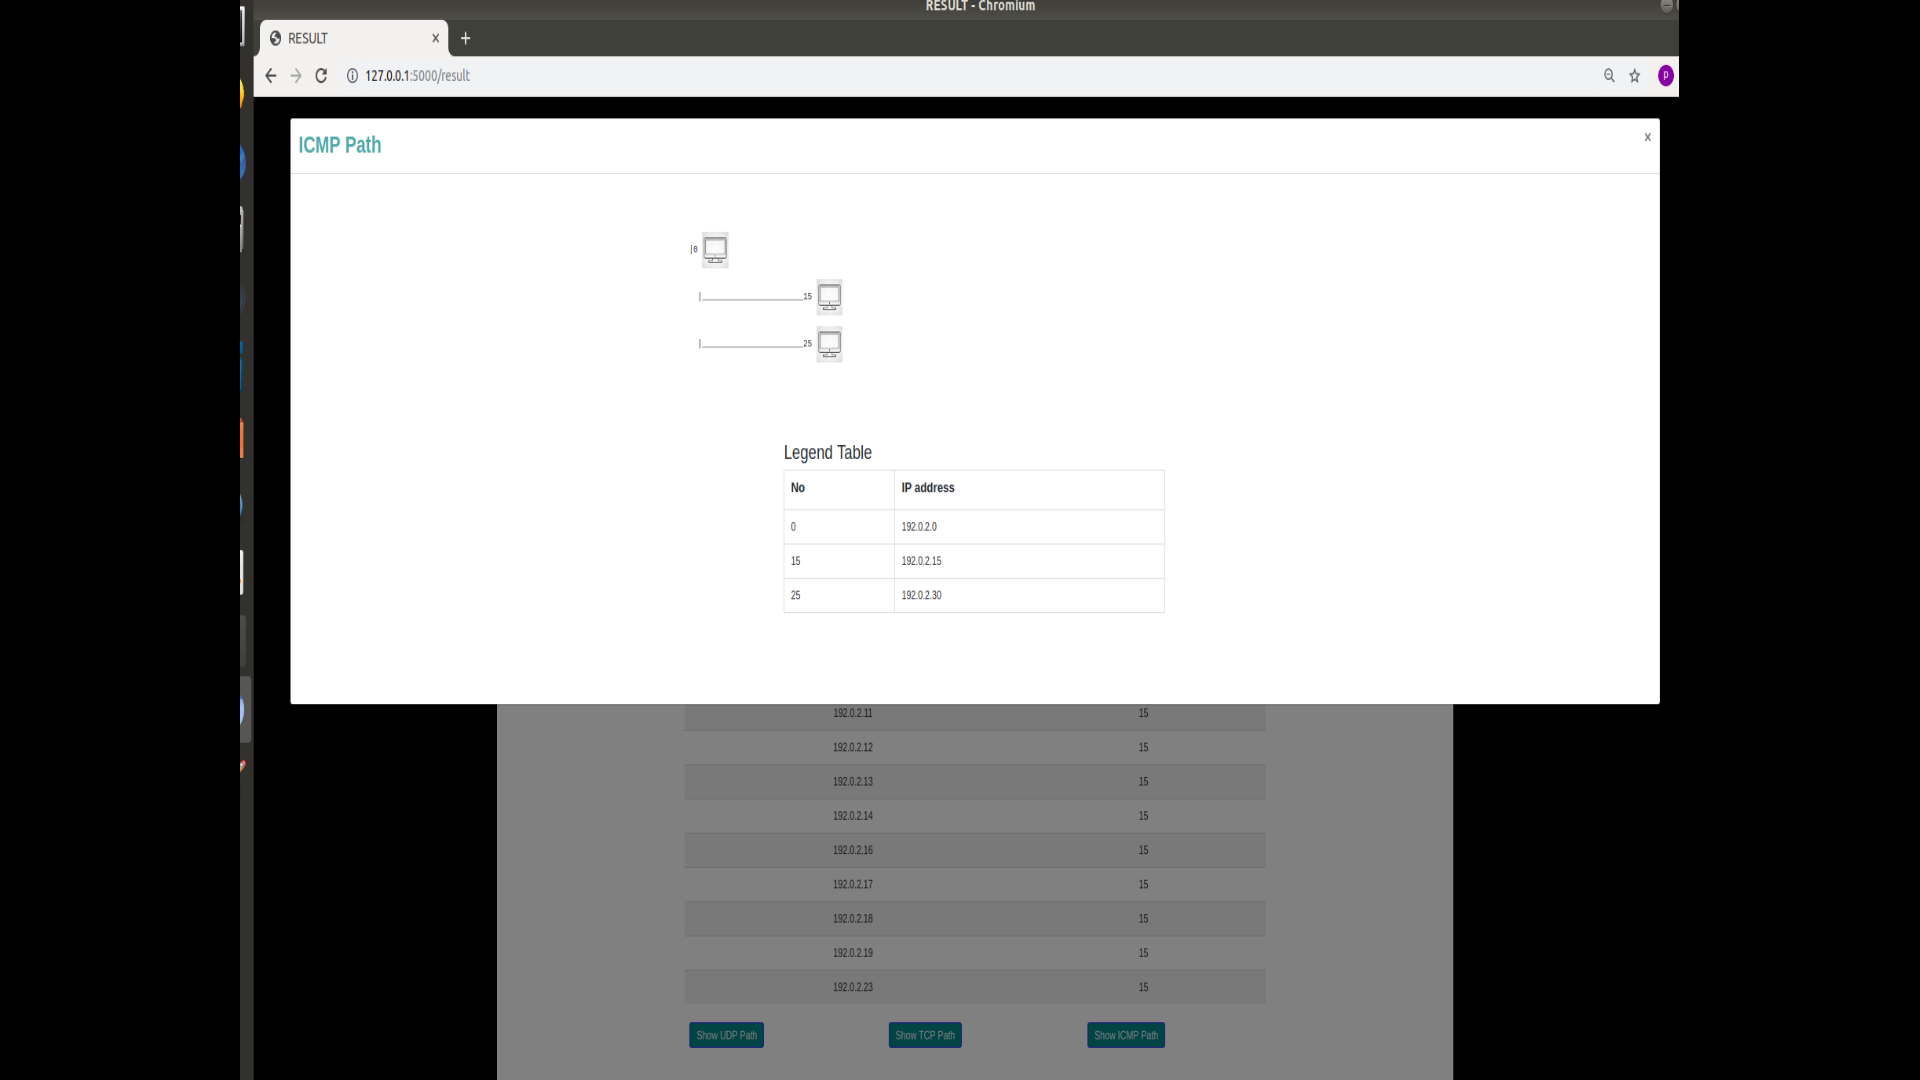 RESULT - Chromium
RESULT x +
127.0.0.1:5000/result P
ICMP Path x
|0
|____________________15
|____________________25
Legend Table
No IP address
0 192.0.2.0
15 192.0.2.15
25 192.0.2.30
192.0.2.11 15
192.0.2.12 15
192.0.2.13 15
192.0.2.14 15
192.0.2.16 15
192.0.2.17 15
192.0.2.18 15
192.0.2.19 15
192.0.2.23 15
Show UDP Path Show TCP Path Show ICMP Path